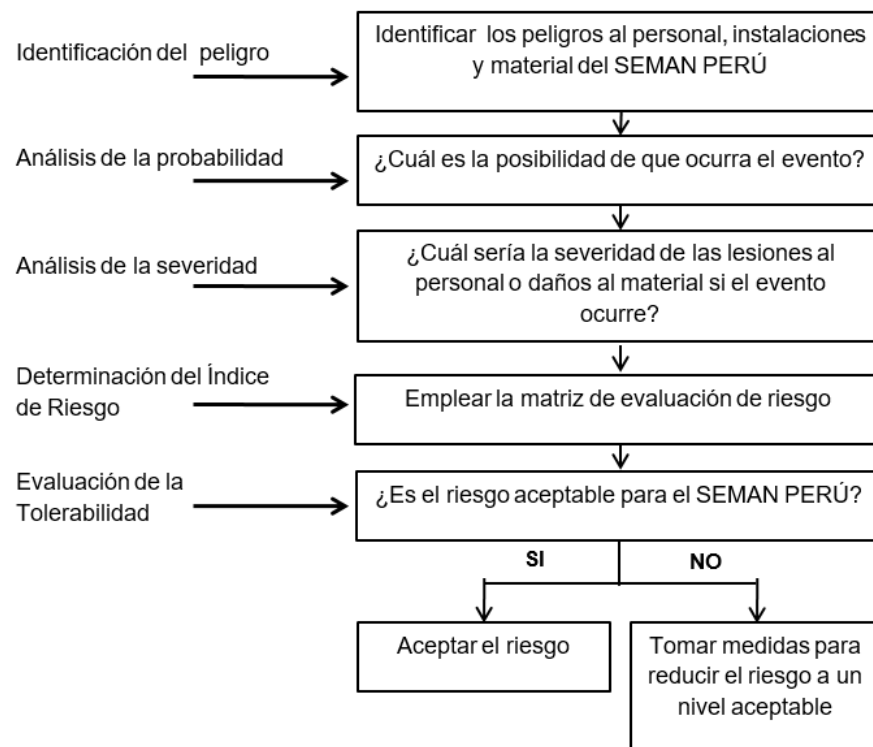 Identificación del peligro
Identificar los peligros al personal, instalaciones
y material del SEMAN PERÚ
Análisis de la probabilidad
¿Cuál es la posibilidad de que ocurra el evento?
Análisis de la severidad
¿Cuál sería la severidad de las lesiones al
personal o daños al material si el evento
ocurre?
Determinación del Índice
de Riesgo
Emplear la matriz de evaluación de riesgo
Evaluación de la
Tolerabilidad
¿Es el riesgo aceptable para el SEMAN PERÚ?
SI
NO
Aceptar el riesgo
Tomar medidas para
reducir el riesgo a un
nivel aceptable